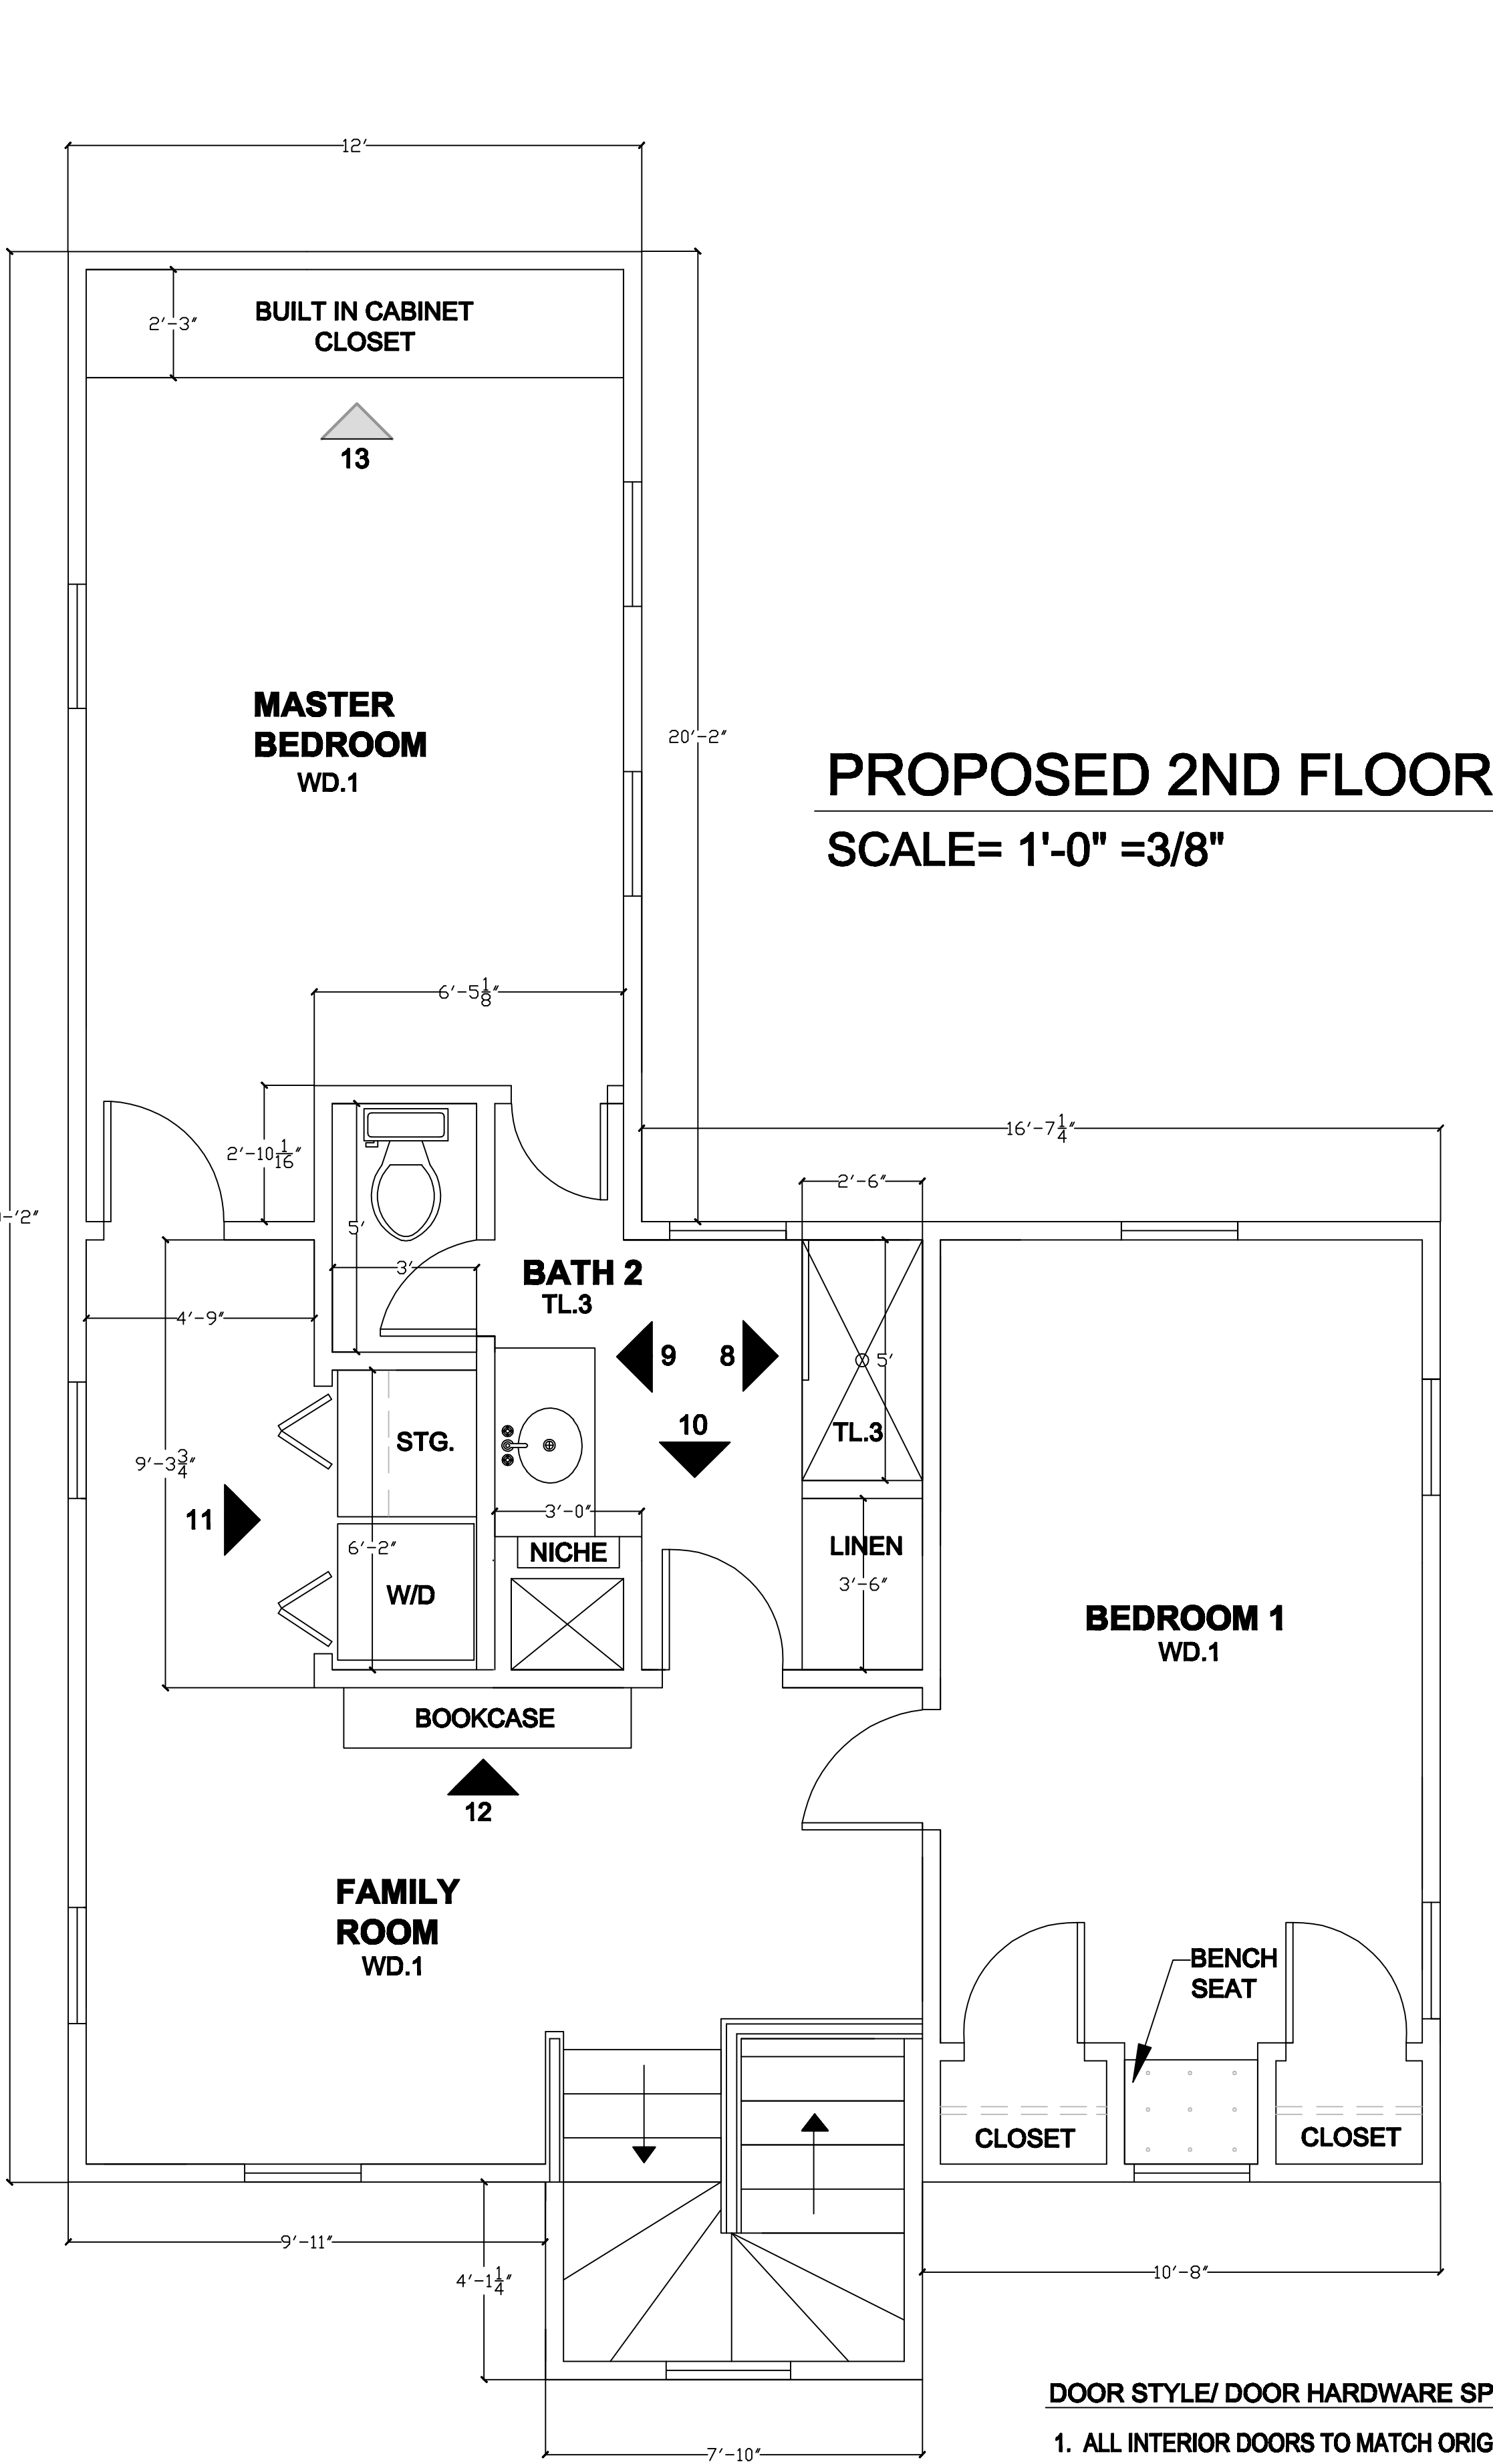 12'
BUILT IN CABINET
CLOSET
2'-3"
13
MASTER
BEDROOM
WD.1
20'-2"
PROPOSED 2ND FLOOR
SCALE= 1'-0" =3/8"
6'-5 1/8"
16'-7 1/4"
2'-10 1/16"
2'-6"
-'2"
5'
3'
BATH 2
TL.3
4'-9"
9
8
5'
10
TL.3
STG.
9'-3 3/4"
11
3'-0"
6'-2"
NICHE
LINEN
3'-6"
W/D
BEDROOM 1
WD.1
BOOKCASE
12
FAMILY
ROOM
WD.1
BENCH
SEAT
CLOSET
CLOSET
9'-11"
4'-1 1/4"
10'-8"
DOOR STYLE/ DOOR HARDWARE SP
1. ALL INTERIOR DOORS TO MATCH ORIG
7'-10"